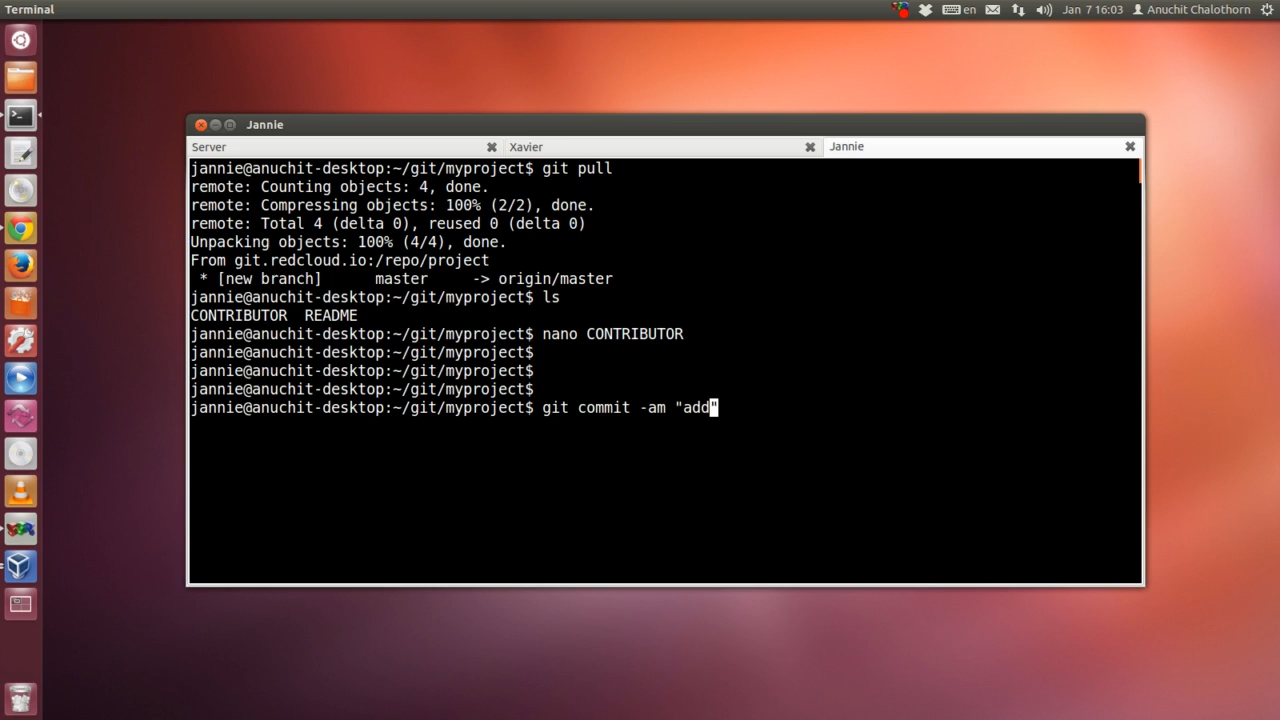 Terminal
en
Jan 7 16:03
Anuchit Chalothorn
Jannie
Server
Xavier
Jannie
jannie@anuchit-desktop:~/git/myproject$ git pull
remote: Counting objects: 4, done.
remote: Compressing objects: 100% (2/2), done.
remote: Total 4 (delta 0), reused 0 (delta 0)
Unpacking objects: 100% (4/4), done.
From git.redcloud.io:/repo/project
 * [new branch]      master     -> origin/master
jannie@anuchit-desktop:~/git/myproject$ ls
CONTRIBUTOR  README
jannie@anuchit-desktop:~/git/myproject$ nano CONTRIBUTOR
jannie@anuchit-desktop:~/git/myproject$
jannie@anuchit-desktop:~/git/myproject$
jannie@anuchit-desktop:~/git/myproject$
jannie@anuchit-desktop:~/git/myproject$ git commit -am "add"